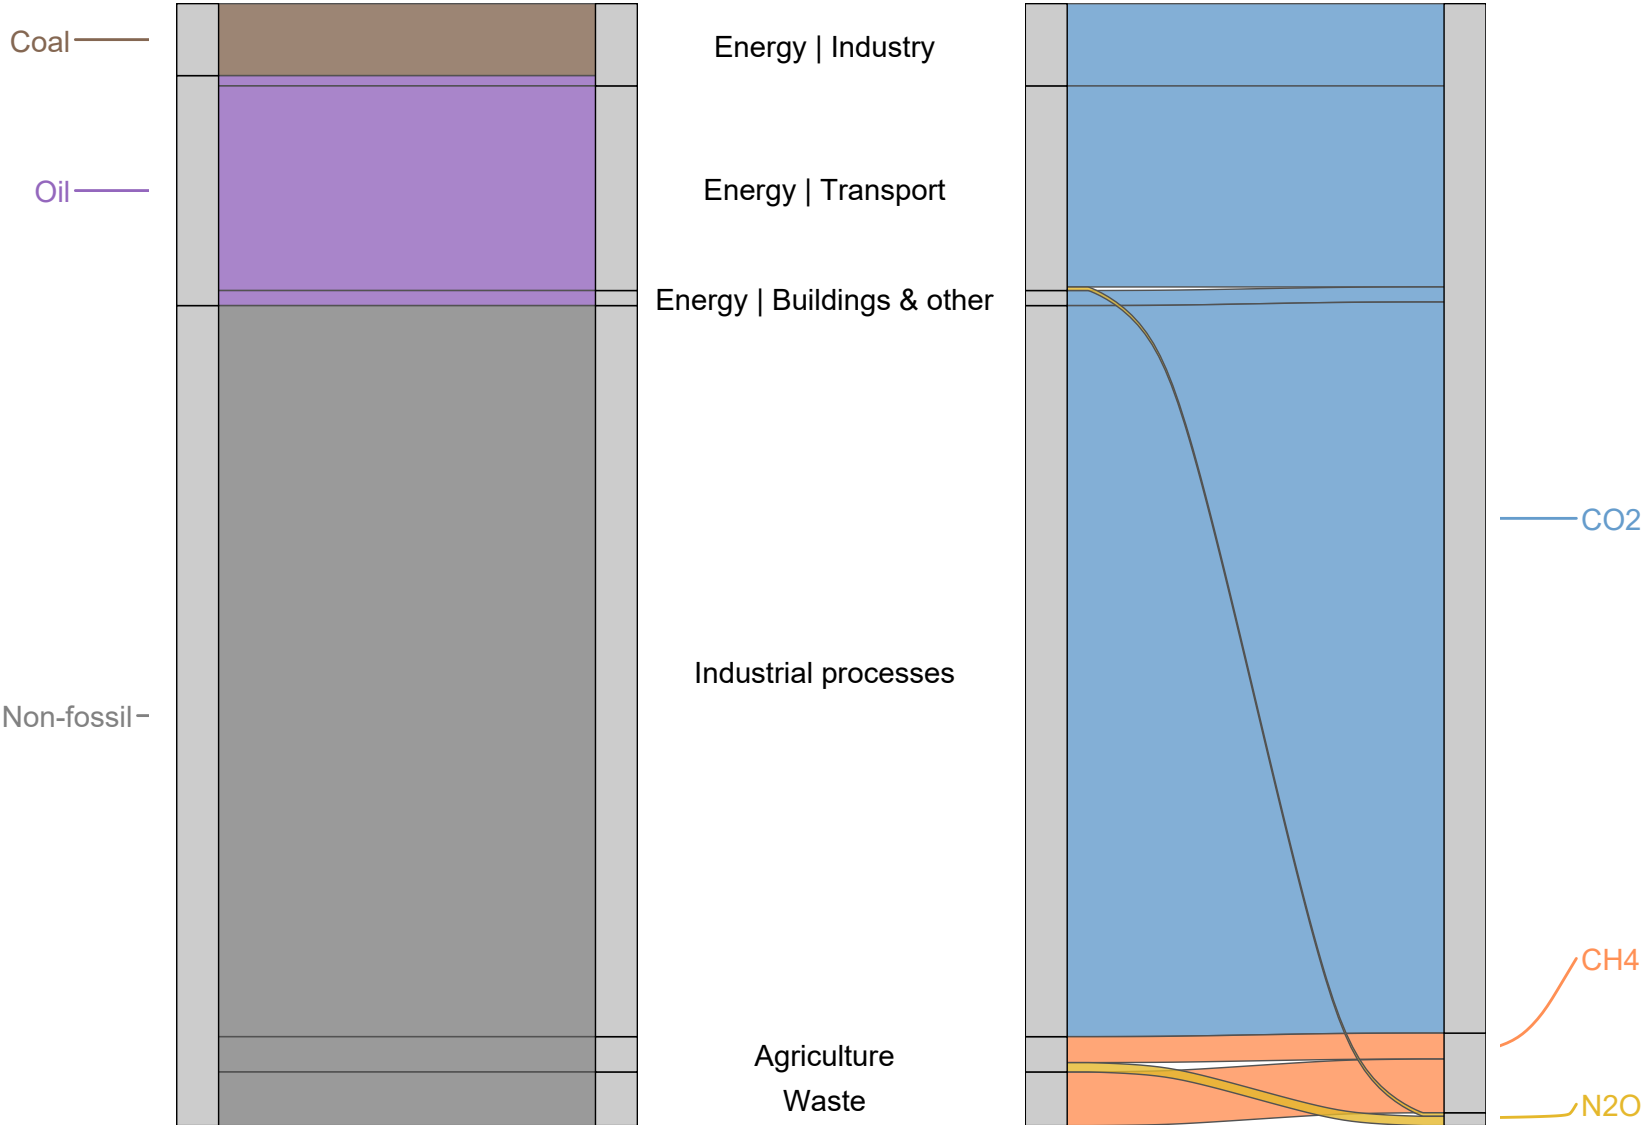 Coal
Energy | Industry
Oil
Energy | Transport
Energy | Buildings & other
CO2
Industrial processes
Non-fossil
CH4
Agriculture
Waste
N2O